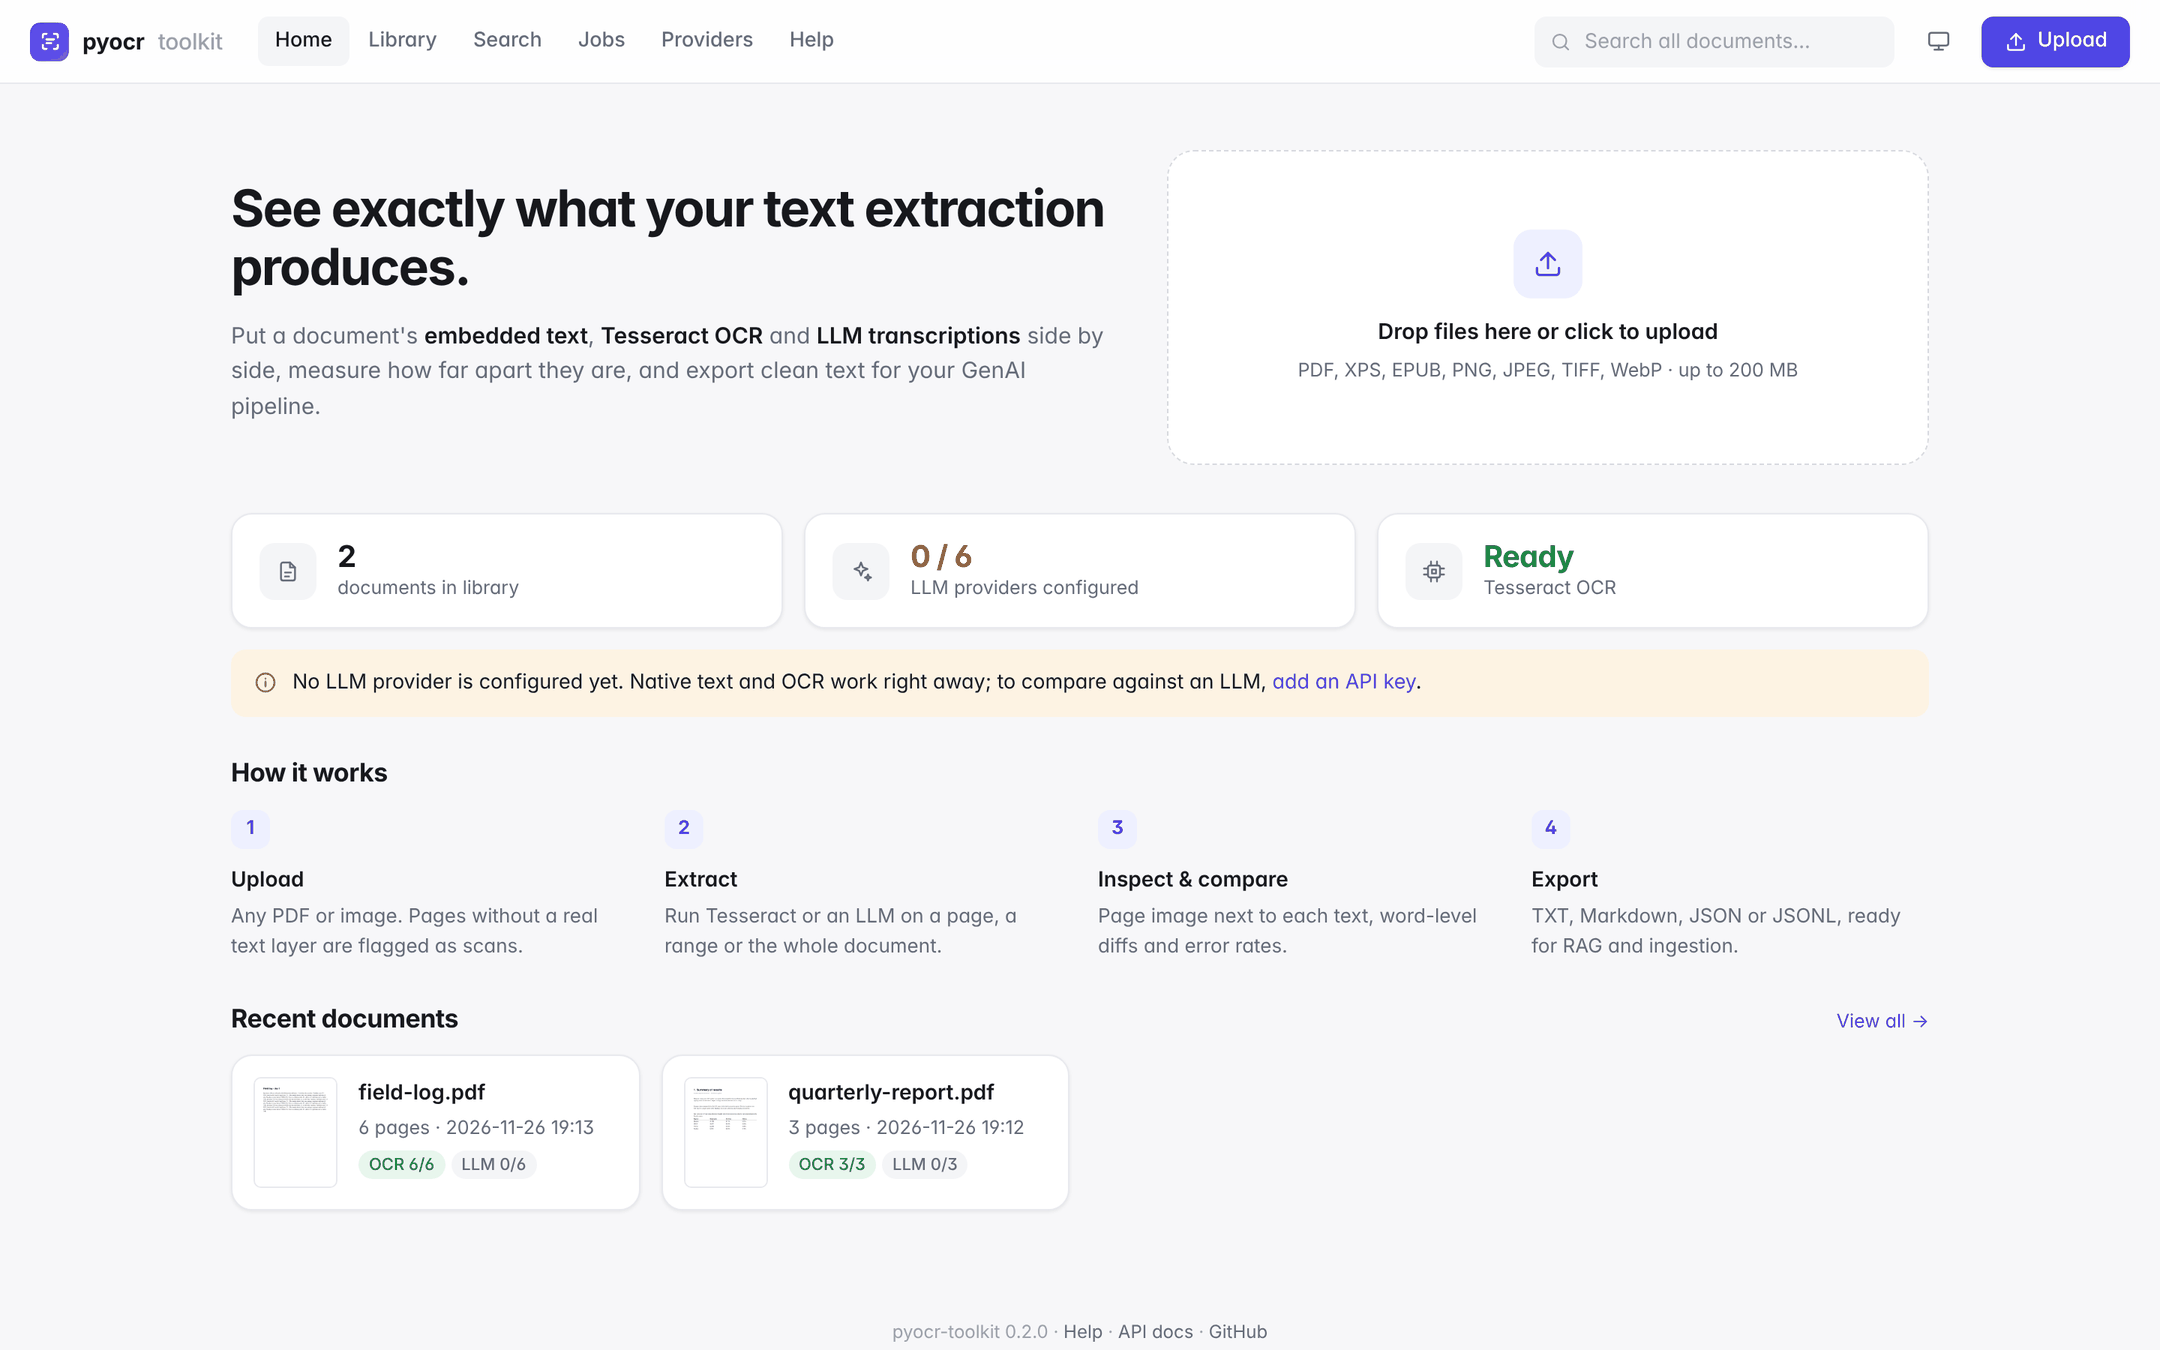 pyocr toolkit Home Library Search Jobs Providers Help Search all documents... Upload
See exactly what your text extraction
produces.
Put a document's embedded text, Tesseract OCR and LLM transcriptions side by
side, measure how far apart they are, and export clean text for your GenAI
pipeline.
Drop files here or click to upload
PDF, XPS, EPUB, PNG, JPEG, TIFF, WebP · up to 200 MB
2
documents in library
0 / 6
LLM providers configured
Ready
Tesseract OCR
No LLM provider is configured yet. Native text and OCR work right away; to compare against an LLM, add an API key.
How it works
1
Upload
Any PDF or image. Pages without a real
text layer are flagged as scans.
2
Extract
Run Tesseract or an LLM on a page, a
range or the whole document.
3
Inspect & compare
Page image next to each text, word-level
diffs and error rates.
4
Export
TXT, Markdown, JSON or JSONL, ready
for RAG and ingestion.
Recent documents
View all →
field-log.pdf
6 pages · 2026-11-26 19:13
OCR 6/6 LLM 0/6
quarterly-report.pdf
3 pages · 2026-11-26 19:12
OCR 3/3 LLM 0/3
pyocr-toolkit 0.2.0 · Help · API docs · GitHub